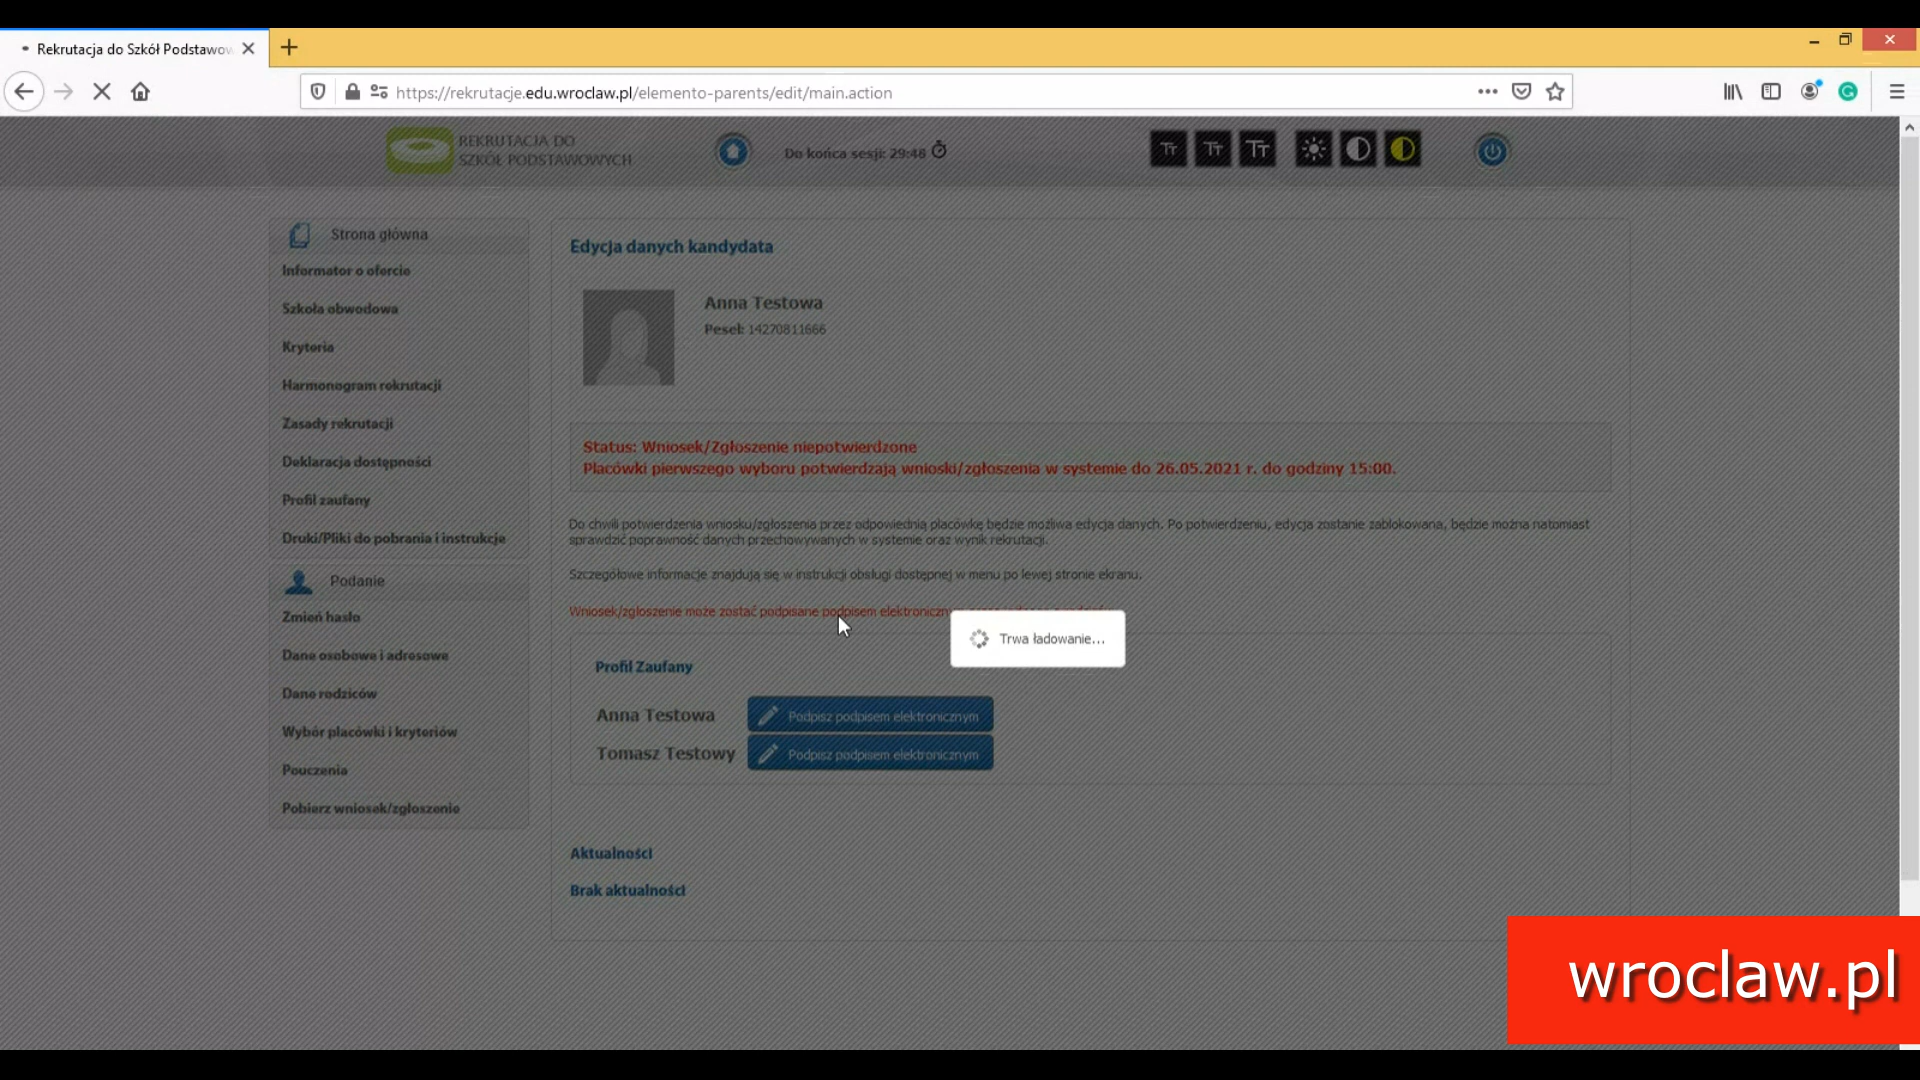 Rekrutacja do Szkół Podstawow
https://rekrutacje.edu.wroclaw.pl/elemento-parents/edit/main.action
REKRUTACJA DO
SZKÓŁ PODSTAWOWYCH
Do końca sesji: 29:48
Tr Tr Tr
Strona główna
Informator o ofercie
Szkoła obwodowa
Kryteria
Harmonogram rekrutacji
Zasady rekrutacji
Deklaracja dostępności
Profil zaufany
Druki/Pliki do pobrania i instrukcje
Podanie
Zmień hasło
Dane osobowe i adresowe
Dane rodziców
Wybór placówki i kryteriów
Pouczenia
Pobierz wniosek/zgłoszenie
Edycja danych kandydata
Anna Testowa
Pesel: 14270811666
Status: Wniosek/Zgłoszenie niepotwierdzone
Placówki pierwszego wyboru potwierdzają wnioski/zgłoszenia w systemie do 26.05.2021 r. do godziny 15:00.
Do chwili potwierdzenia wniosku/zgłoszenia przez odpowiednią placówkę będzie możliwa edycja danych. Po potwierdzeniu, edycja zostanie zablokowana, będzie można natomiast
sprawdzić poprawność danych przechowywanych w systemie oraz wynik rekrutacji.
Szczegółowe informacje znajdują się w instrukcji obsługi dostępnej w menu po lewej stronie ekranu.
Wniosek/zgłoszenie może zostać podpisane podpisem elektroniczn
Trwa ładowanie...
Profil Zaufany
Anna Testowa Podpisz podpisem elektronicznym
Tomasz Testowy Podpisz podpisem elektronicznym
Aktualności
Brak aktualności
wroclaw.pl